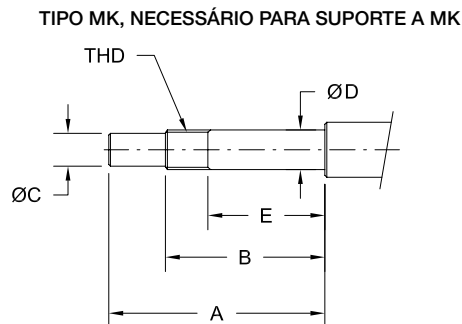 TIPO MK, NECESSÁRIO PARA SUPORTE A MK
THD
ØD
ØC
E
B
A